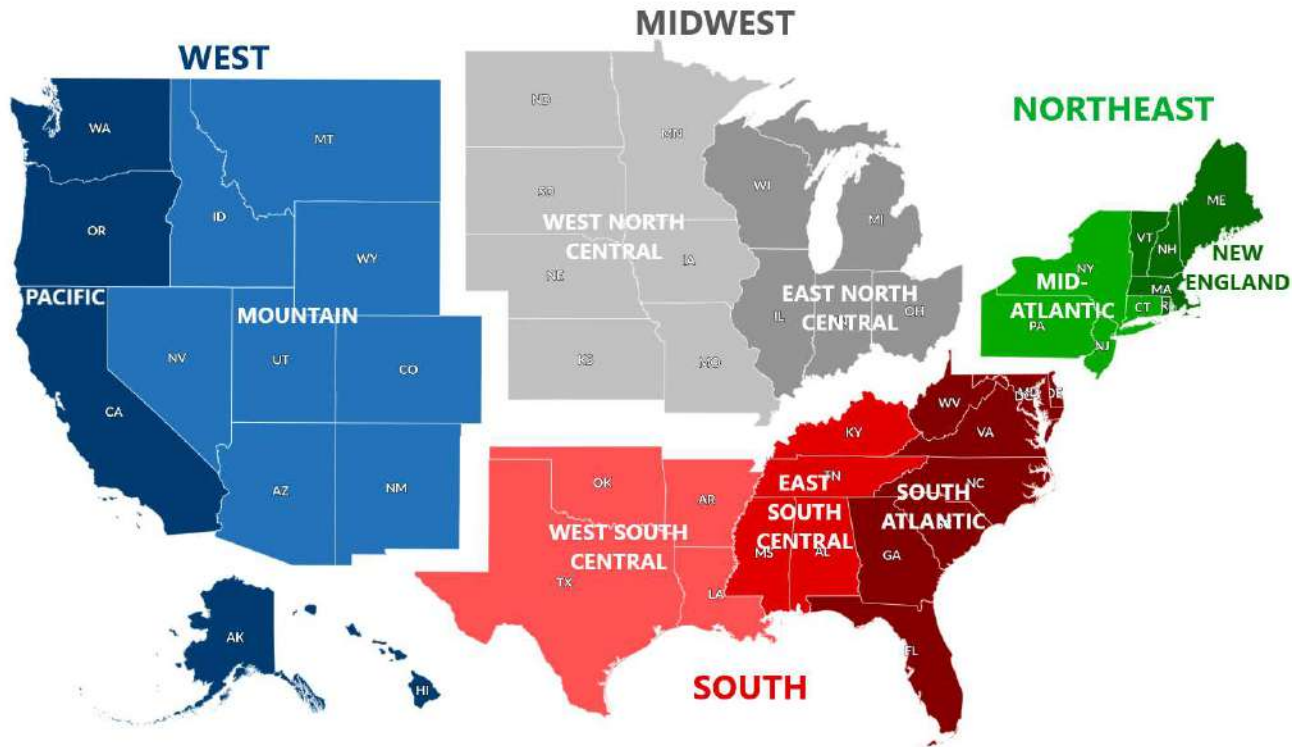 MIDWEST
WEST
NORTHEAST
WA
MT
ND
MN
OR
ID
WY
SD
WI
MI
WEST NORTH
CENTRAL
NE
IA
ME
VT
NH
NY
MA
CT
NEW
ENGLAND
MID-
ATLANTIC
PA
NJ
PACIFIC
MOUNTAIN
NV
UT
CO
CA
AZ
NM
KS
MO
IL
EAST NORTH
CENTRAL
OH
WV
MD
DC
DE
VA
KY
TN
NC
OK
AR
EAST
SOUTH
CENTRAL
SOUTH
ATLANTIC
WEST SOUTH
CENTRAL
MS
AL
GA
TX
LA
FL
AK
HI
SOUTH